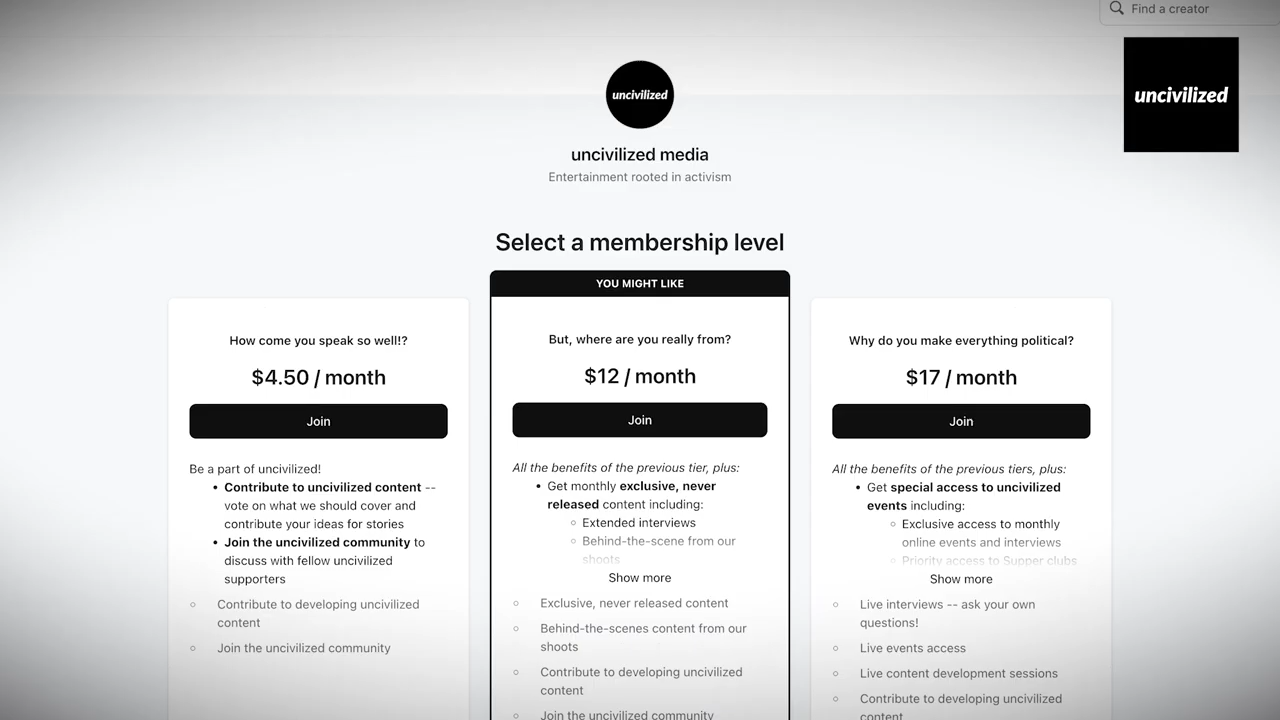 Find a creator
uncivilized
uncivilized
uncivilized media
Entertainment rooted in activism
Select a membership level
YOU MIGHT LIKE
How come you speak so well!?
$4.50 / month
Join
Be a part of uncivilized!
• Contribute to uncivilized content --
vote on what we should cover and
contribute your ideas for stories
• Join the uncivilized community to
discuss with fellow uncivilized
supporters
Contribute to developing uncivilized
content
Join the uncivilized community
But, where are you really from?
$12 / month
Join
All the benefits of the previous tier, plus:
• Get monthly exclusive, never
released content including:
Extended interviews
Behind-the-scene from our
shoots
Show more
Exclusive, never released content
Behind-the-scenes content from our
shoots
Contribute to developing uncivilized
content
Join the uncivilized community
Why do you make everything political?
$17 / month
Join
All the benefits of the previous tiers, plus:
• Get special access to uncivilized
events including:
Exclusive access to monthly
online events and interviews
Priority access to Supper clubs
Show more
Live interviews -- ask your own
questions!
Live events access
Live content development sessions
Contribute to developing uncivilized
content